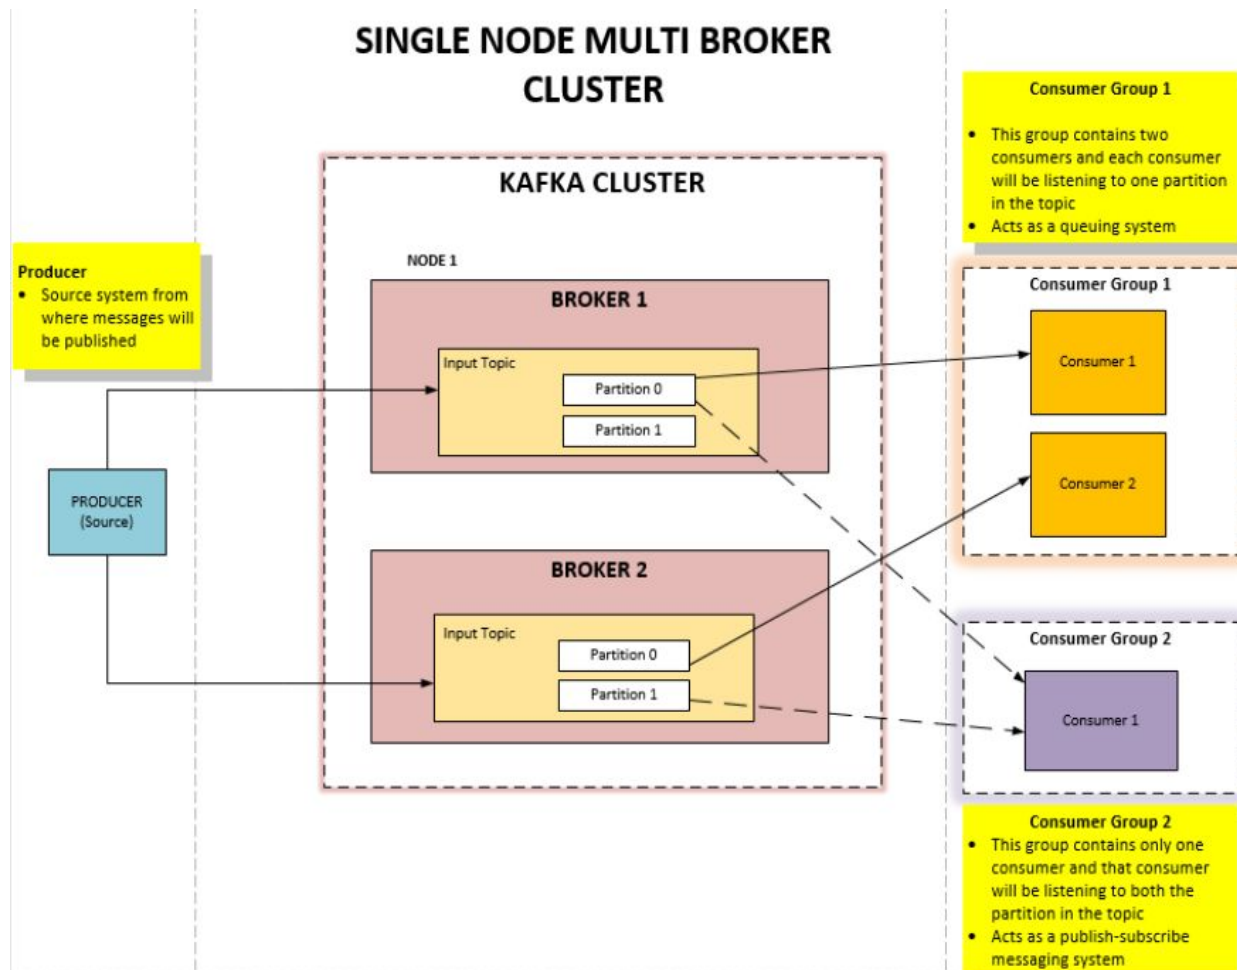 SINGLE NODE MULTI BROKER
CLUSTER
Consumer Group 1
• This group contains two
consumers and each consumer
will be listening to one partition
in the topic
• Acts as a queuing system
KAFKA CLUSTER
Producer
• Source system from
where messages will
be published
NODE 1
BROKER 1
Input Topic
Partition 0
Partition 1
Consumer Group 1
Consumer 1
Consumer 2
PRODUCER
(Source)
BROKER 2
Input Topic
Partition 0
Partition 1
Consumer Group 2
Consumer 1
Consumer Group 2
• This group contains only one
consumer and that consumer
will be listening to both the
partition in the topic
• Acts as a publish-subscribe
messaging system